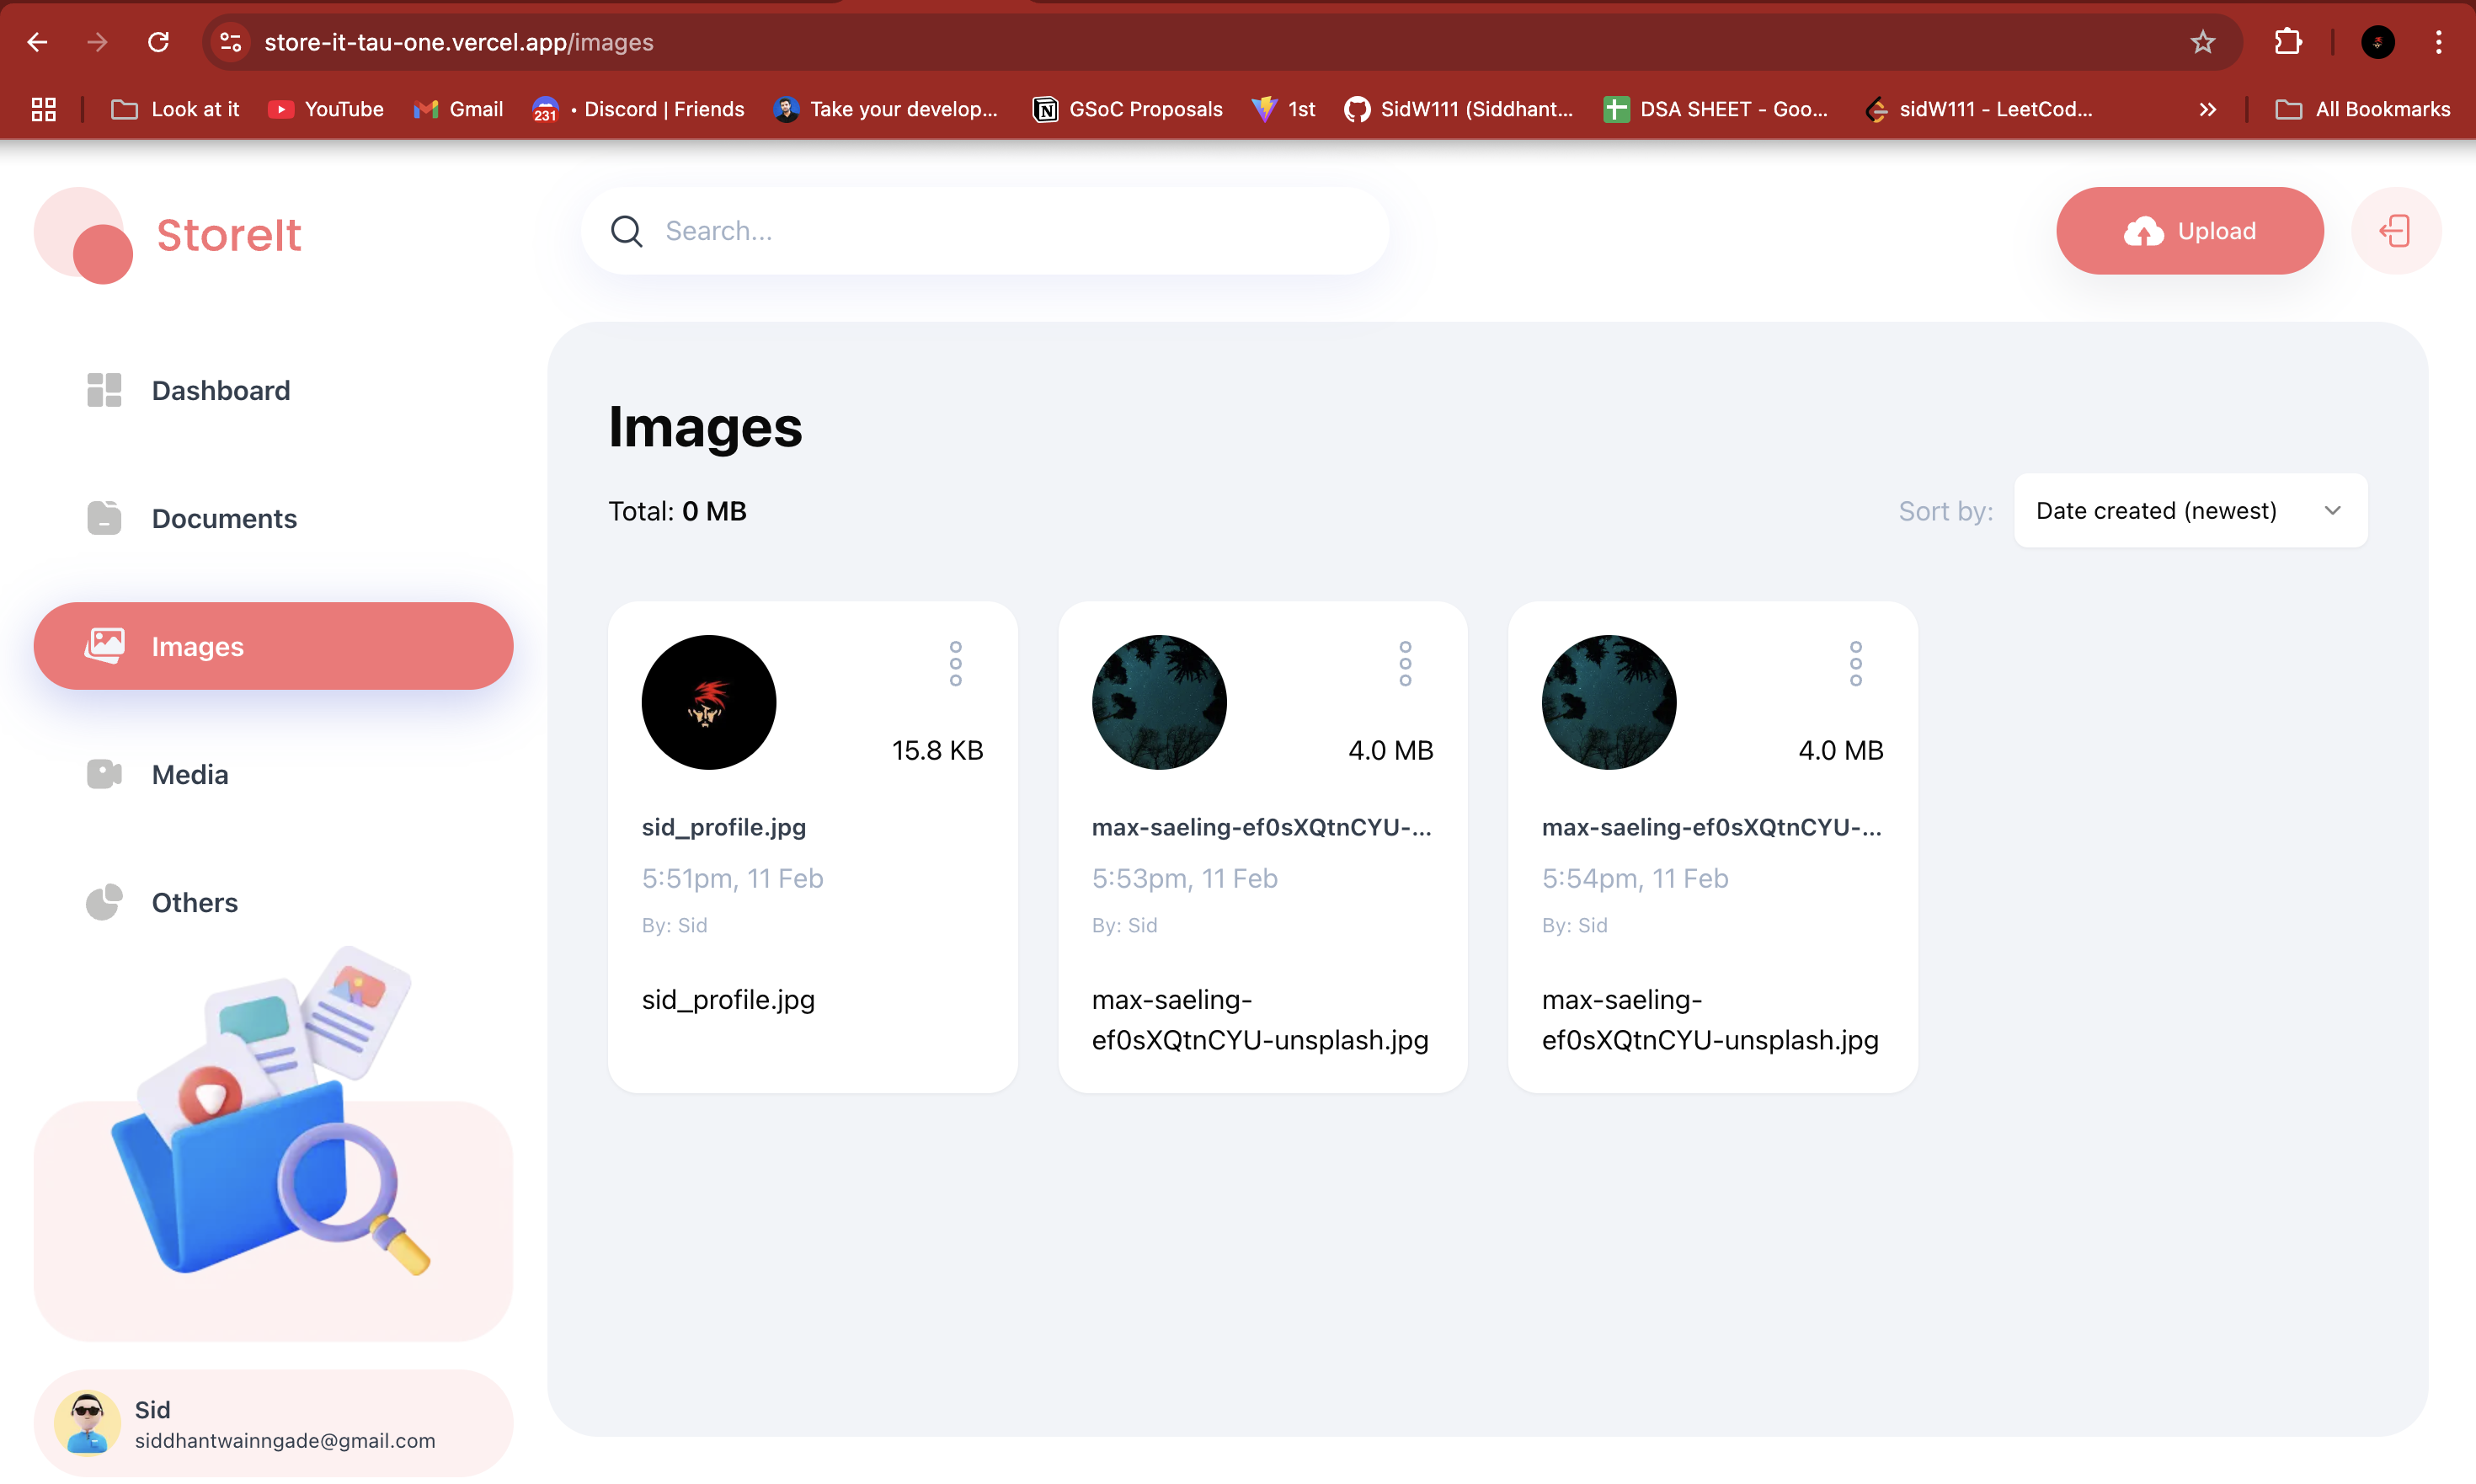 store-it-tau-one.vercel.app/images
Look at it
YouTube
Gmail
231
• Discord | Friends
Take your develop...
GSoC Proposals
1st
SidW111 (Siddhant...
DSA SHEET - Goo...
sidW111 - LeetCod...
All Bookmarks
StoreIt
Search...
Upload
Dashboard
Documents
Images
Media
Others
Images
Total: 0 MB
Sort by:
Date created (newest)
15.8 KB
sid_profile.jpg
5:51pm, 11 Feb
By: Sid
sid_profile.jpg
4.0 MB
max-saeling-ef0sXQtnCYU-...
5:53pm, 11 Feb
By: Sid
max-saeling-
ef0sXQtnCYU-unsplash.jpg
4.0 MB
max-saeling-ef0sXQtnCYU-...
5:54pm, 11 Feb
By: Sid
max-saeling-
ef0sXQtnCYU-unsplash.jpg
Sid
siddhantwainngade@gmail.com